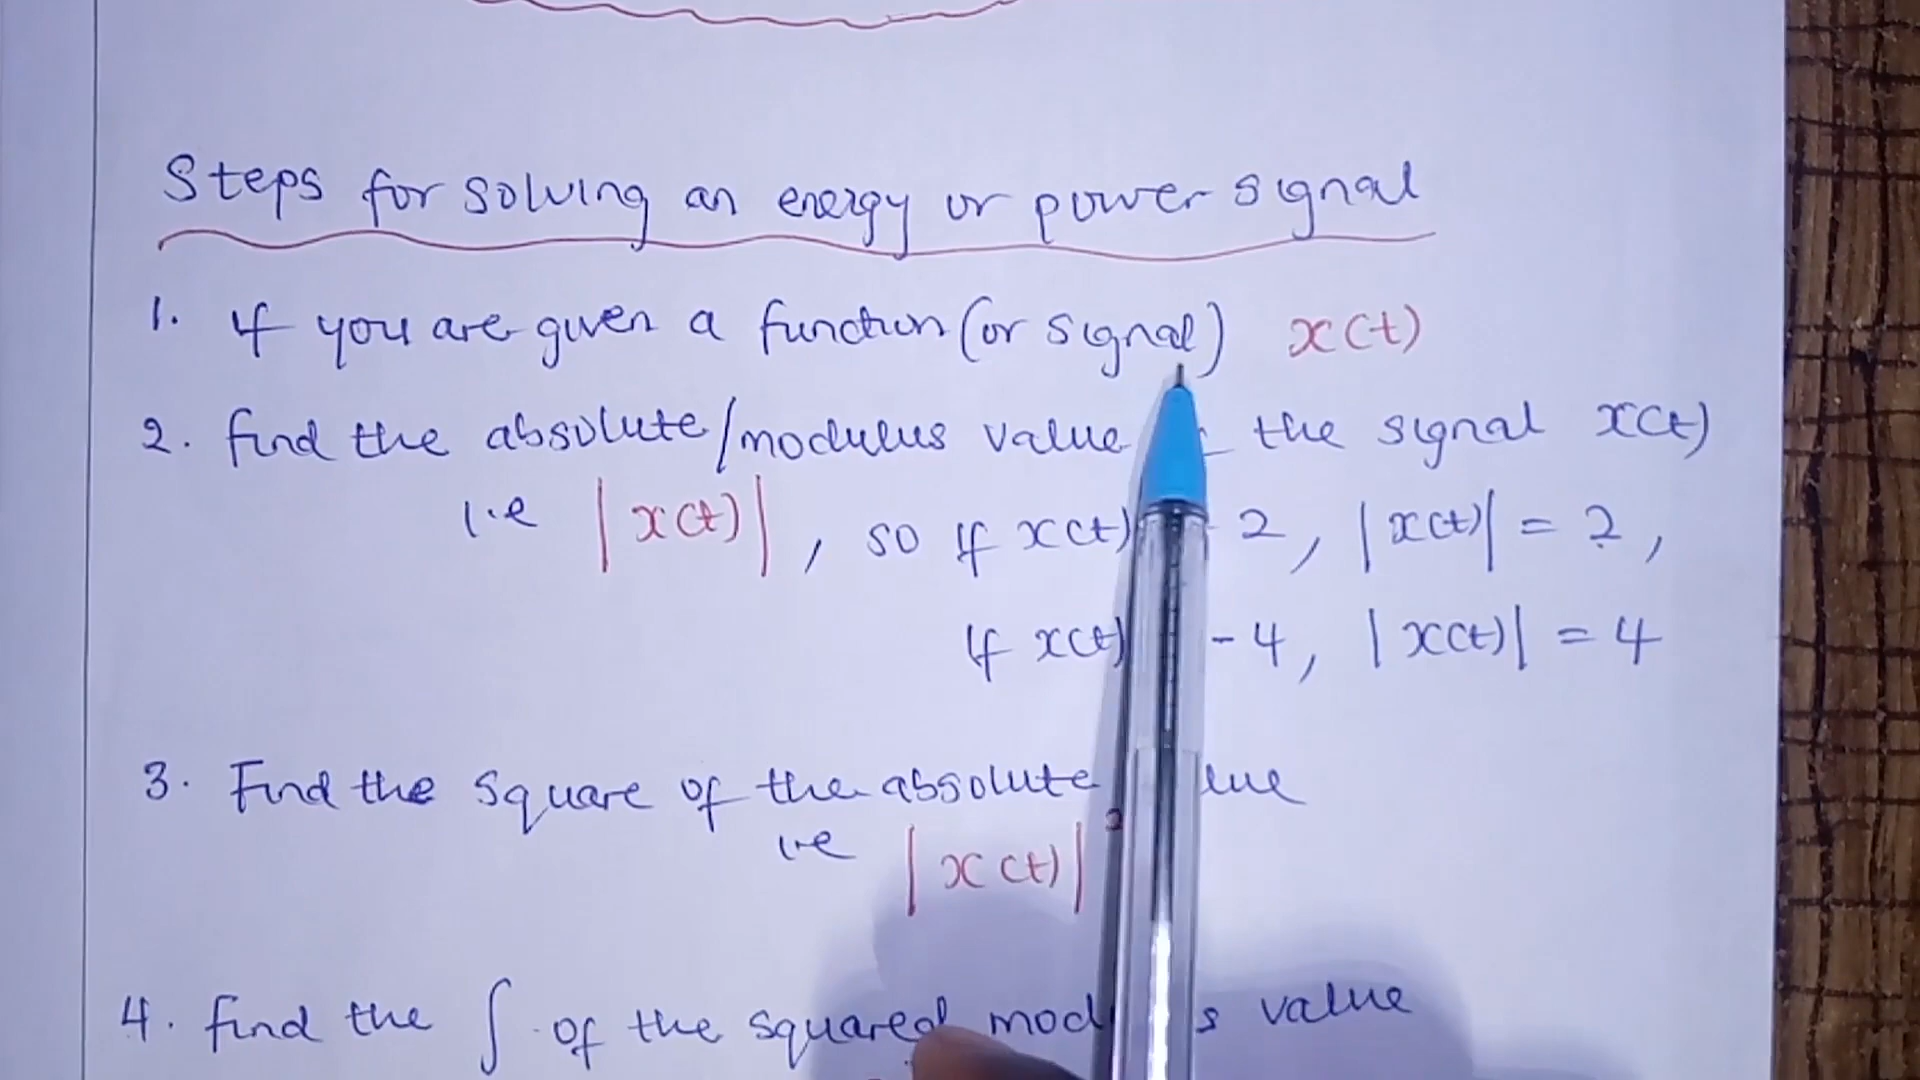 Steps for solving an energy or power signal
1. If you are given a function (or signal) x(t)
2. find the absolute/modulus value the signal x(t)
i.e |x(t)|, so if x(t) 2, |x(t)| = 2,
If x(t) -4, |x(t)| = 4
3. Find the square of the absolute lue
i.e |x(t)|²
4. find the ∫ of the squared mod s value